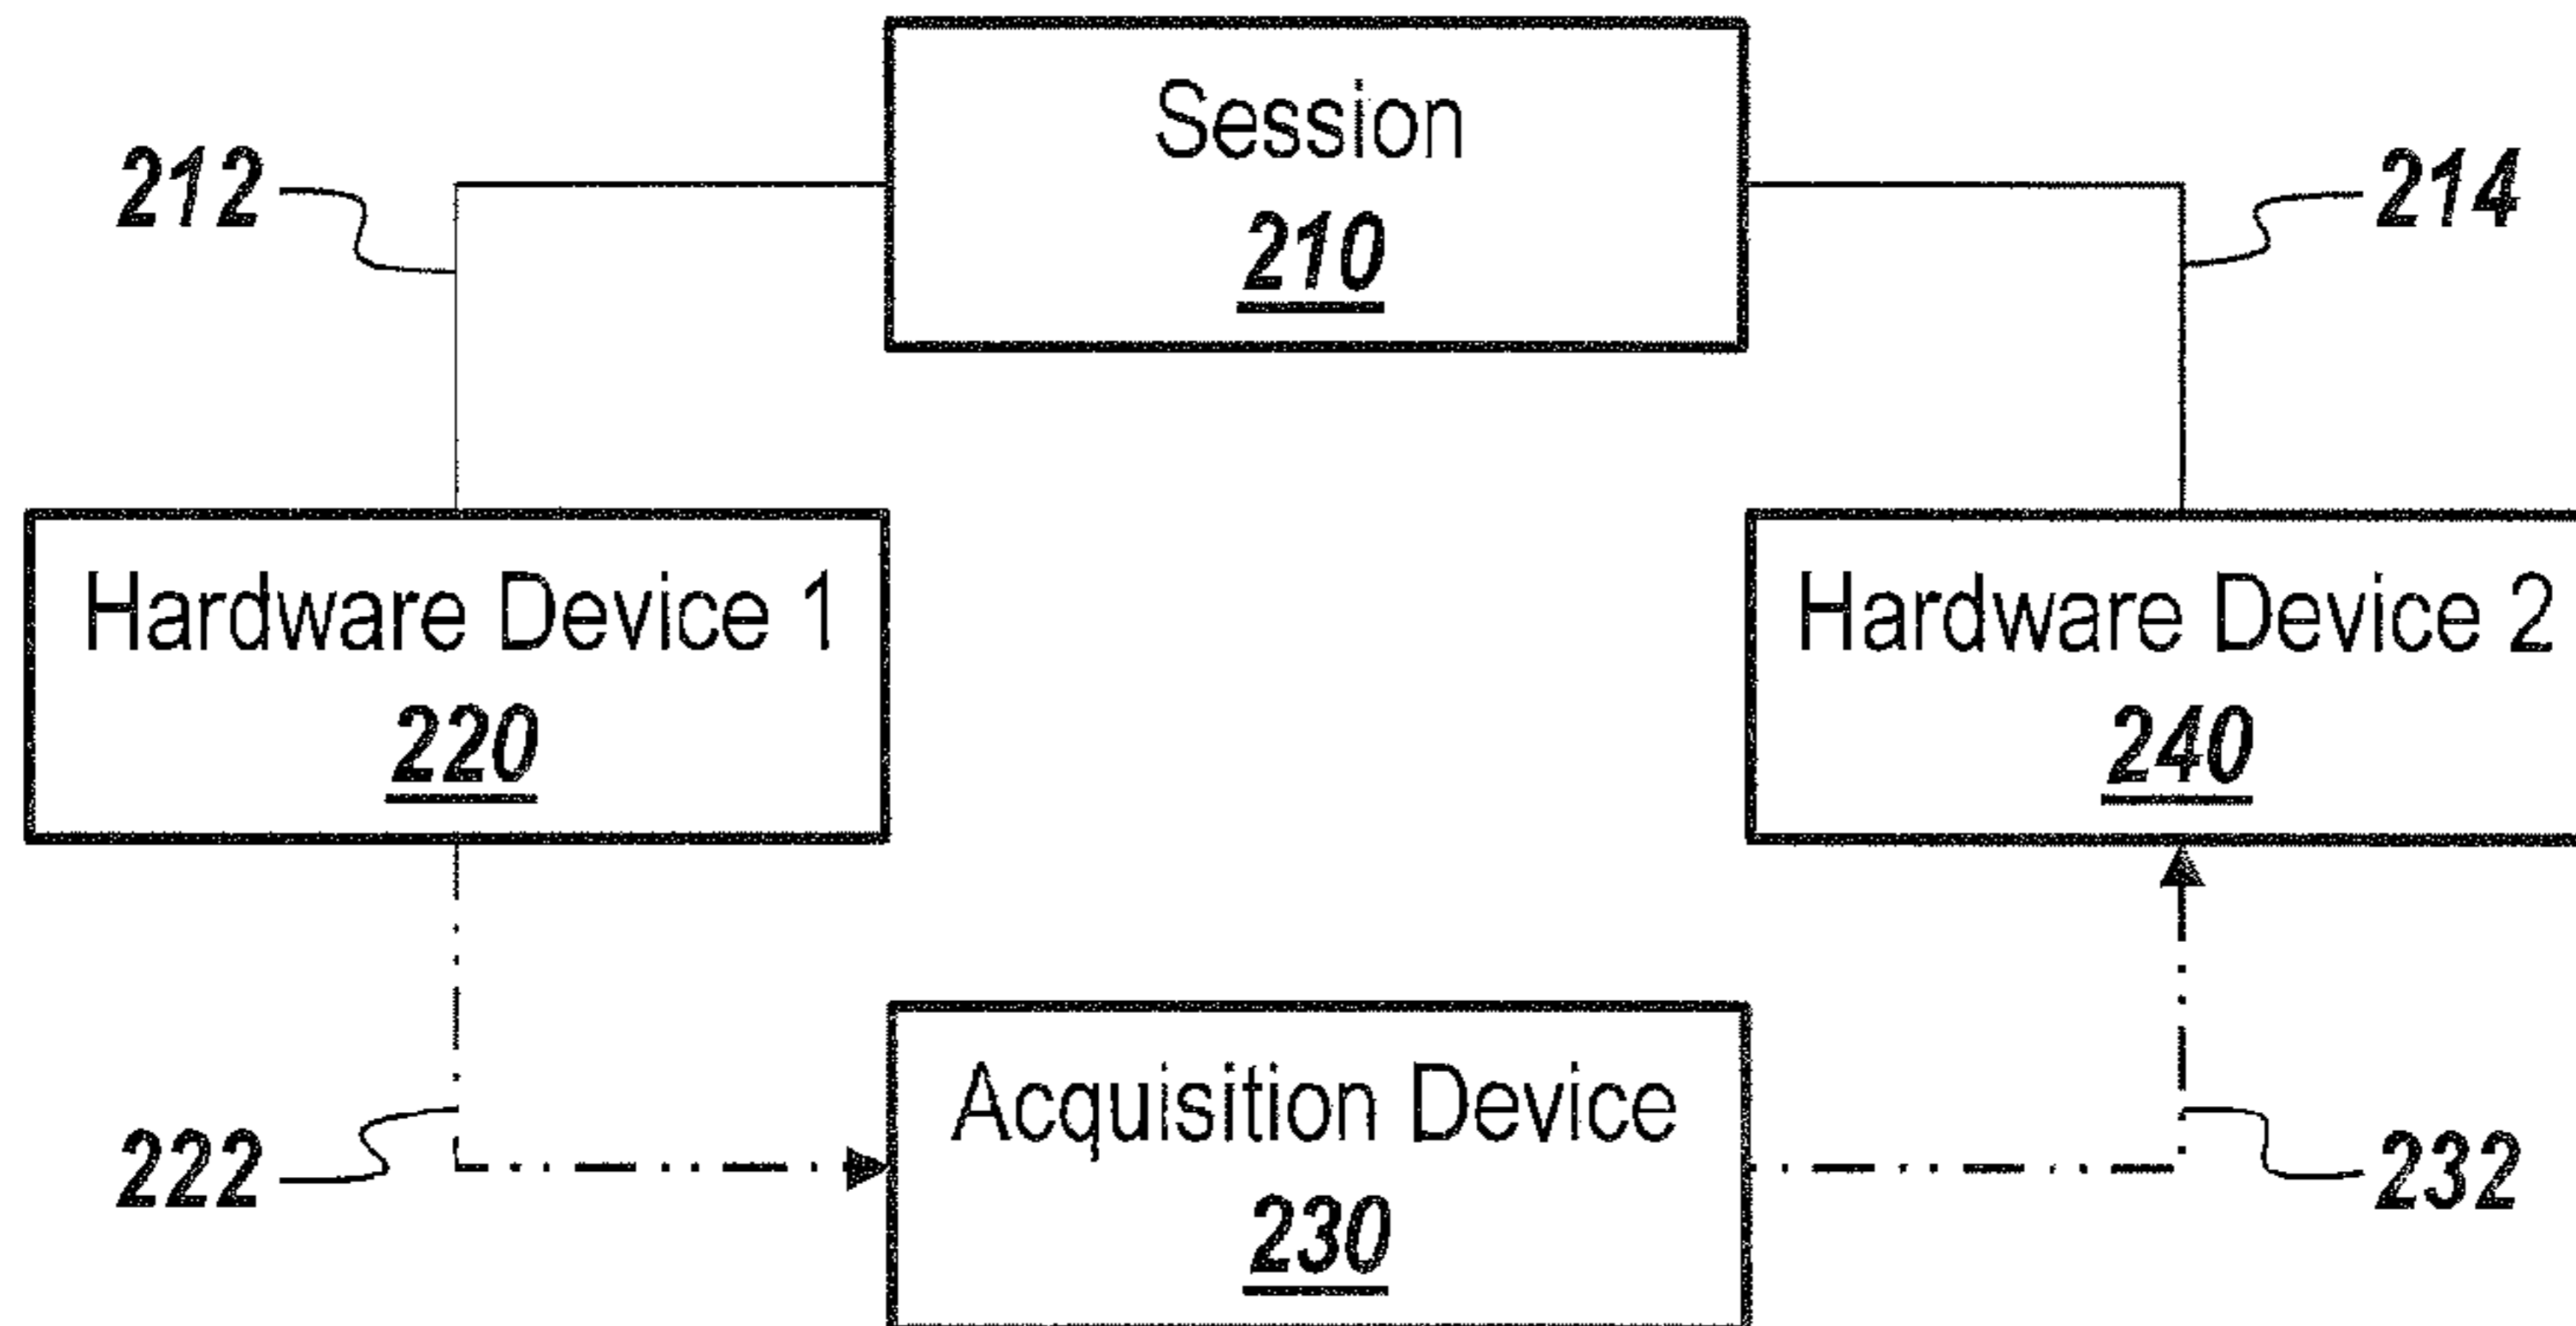 Session
210
212
214
Hardware Device 1
220
Hardware Device 2
240
Acquisition Device
230
222
232